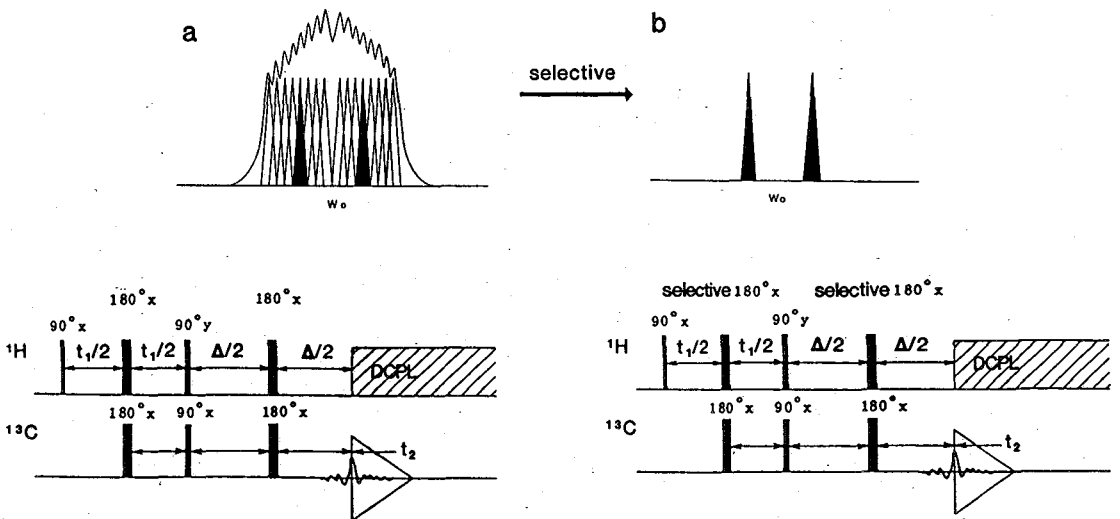 a
selective
b
Wo
Wo
180°x
180°x
90°x
90°y
¹H
t₁/2
t₁/2
Δ/2
Δ/2
DCPL
180°x
90°x
180°x
¹³C
t₂
selective 180°x
selective 180°x
90°x
90°y
¹H
t₁/2
t₁/2
Δ/2
Δ/2
DCPL
180°x
90°x
180°x
¹³C
t₂